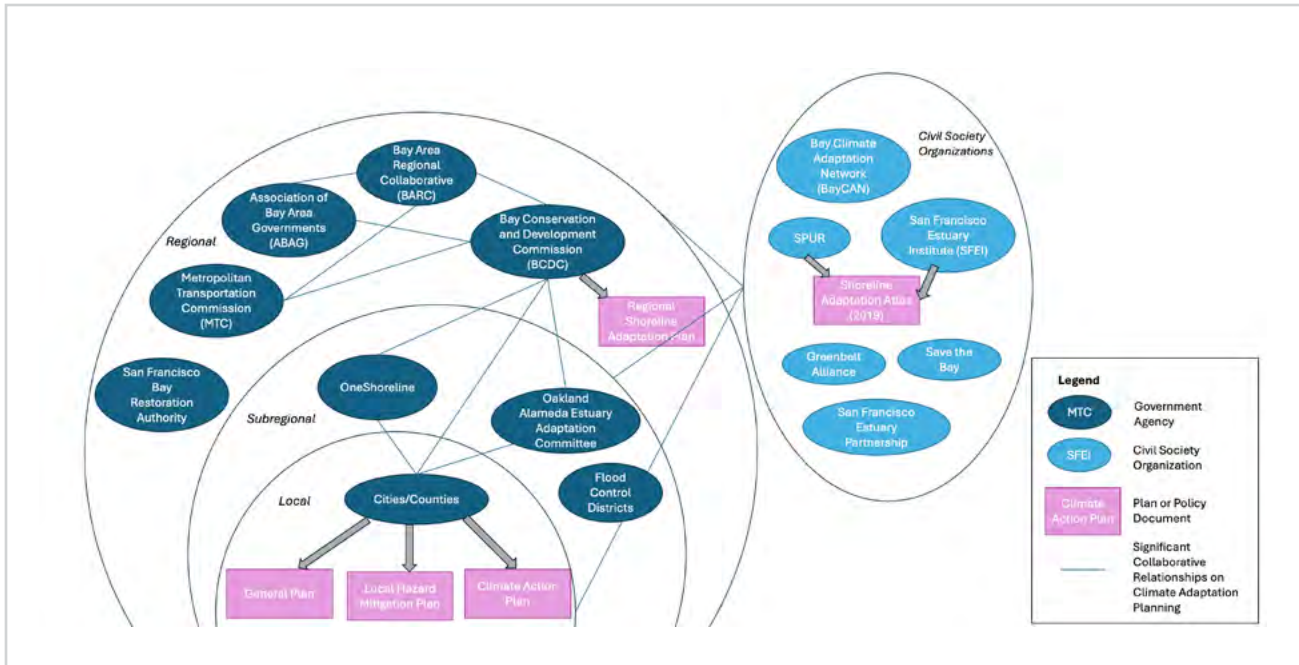 Regional
Bay Area
Regional
Collaborative
(BARC)
Association of
Bay Area
Governments
(ABAG)
Bay Conservation
and Development
Commission
(BCDC)
Metropolitan
Transportation
Commission
(MTC)
Regional
Shoreline
Adaptation Plan
San Francisco
Bay
Restoration
Authority
Subregional
OneShoreline
Oakland
Alameda Estuary
Adaptation
Committee
Flood
Control
Districts
Local
Cities/Counties
General Plan
Local Hazard
Mitigation Plan
Climate Action
Plan
Civil Society
Organizations
Bay Climate
Adaptation
Network
(BayCAN)
SPUR
San Francisco
Estuary
Institute (SFEI)
Shoreline
Adaptation Atlas
(2019)
Greenbelt
Alliance
Save the
Bay
San Francisco
Estuary
Partnership
Legend
MTC
Government
Agency
SFEI
Civil Society
Organization
Climate
Action Plan
Plan or Policy
Document
Significant
Collaborative
Relationships on
Climate Adaptation
Planning